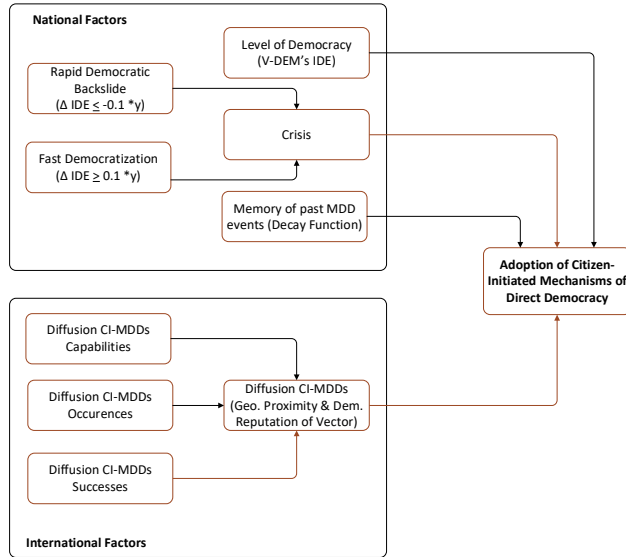 National Factors
Level of Democracy
(V-DEM's IDE)
Rapid Democratic
Backslide
(Δ IDE ≤ -0.1 *y)
Crisis
Fast Democratization
(Δ IDE ≥ 0.1 *y)
Memory of past MDD
events (Decay Function)
Adoption of Citizen-
Initiated Mechanisms of
Direct Democracy
Diffusion CI-MDDs
Capabilities
Diffusion CI-MDDs
Occurences
Diffusion CI-MDDs
(Geo. Proximity & Dem.
Reputation of Vector)
Diffusion CI-MDDs
Successes
International Factors